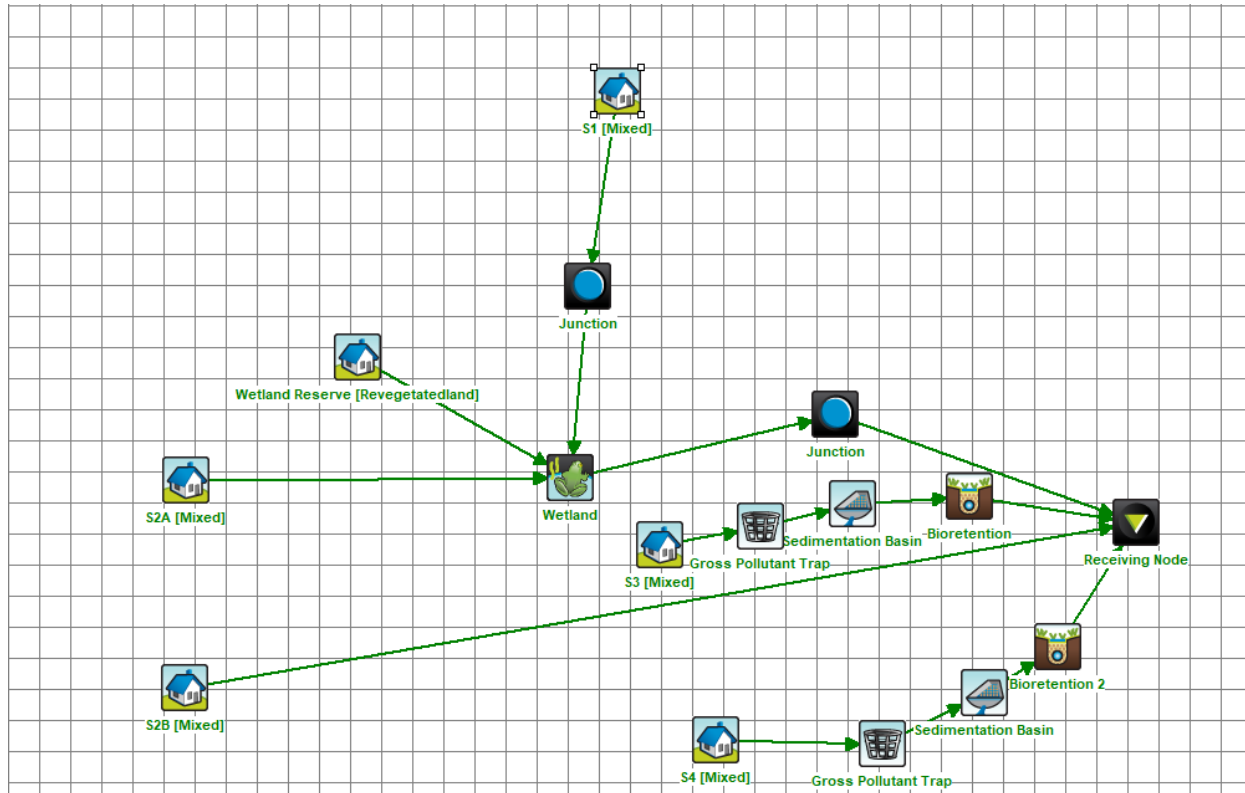 S1 [Mixed]
Junction
Wetland Reserve [Revegetatedland]
Junction
S2A [Mixed]
Wetland
Sedimentation Basin
Bioretention
S3 [Mixed]
Gross Pollutant Trap
Receiving Node
Bioretention 2
S2B [Mixed]
Sedimentation Basin
S4 [Mixed]
Gross Pollutant Trap